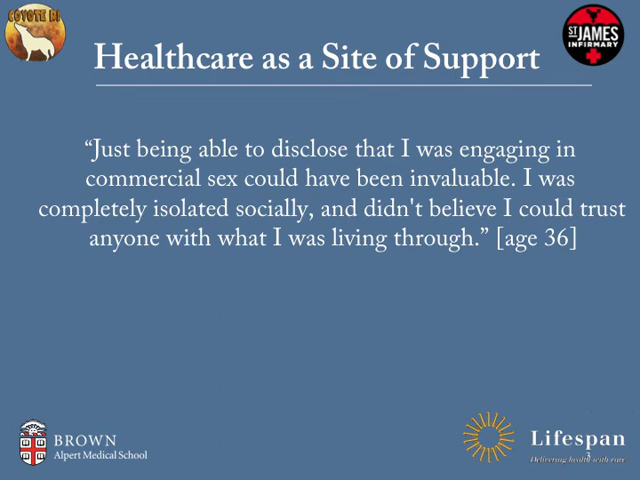 COYOTE RI
ST JAMES
INFIRMARY
Healthcare as a Site of Support
“Just being able to disclose that I was engaging in
commercial sex could have been invaluable. I was
completely isolated socially, and didn't believe I could trust
anyone with what I was living through.” [age 36]
BROWN
Alpert Medical School
Lifespan
Delivering health with care.
3